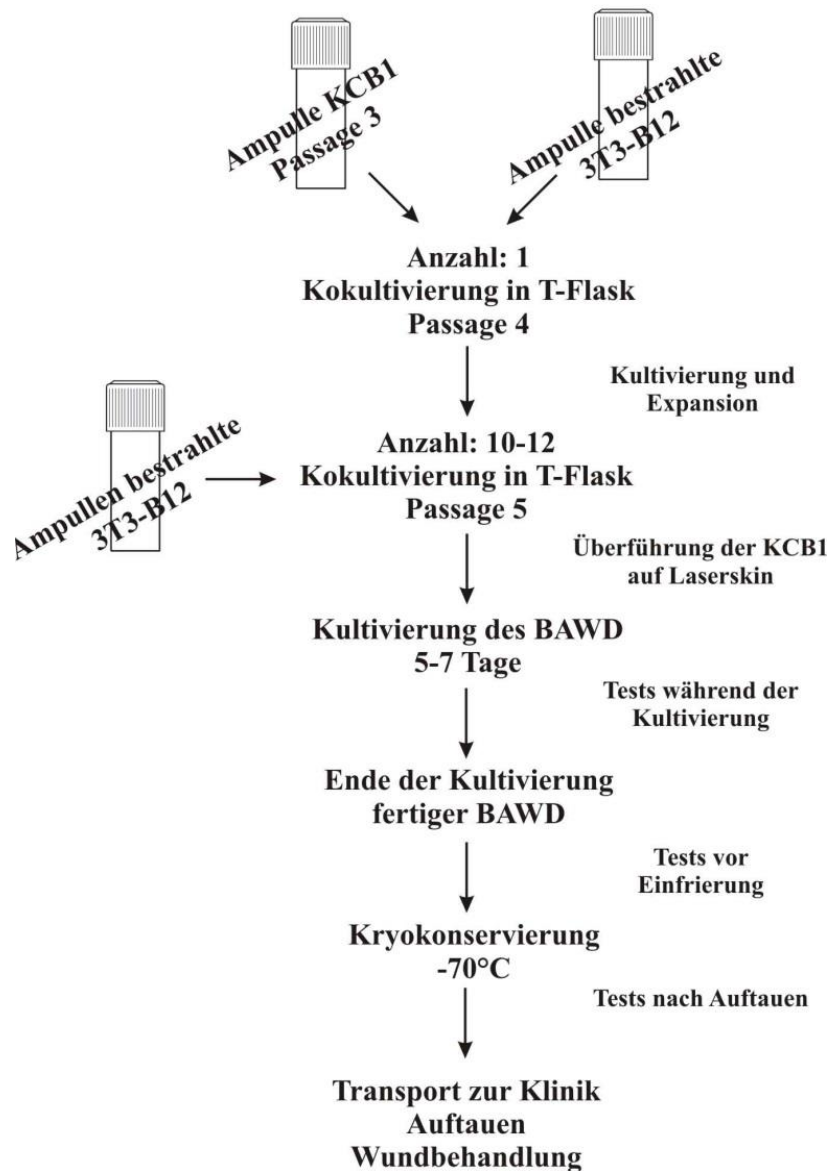 Ampulle KCB1
Passage 3
Ampulle bestrahlte
3T3-B12
Anzahl: 1
Kokultivierung in T-Flask
Passage 4
Kultivierung und
Expansion
Ampullen bestrahlte
3T3-B12
Anzahl: 10-12
Kokultivierung in T-Flask
Passage 5
Überführung der KCB1
auf Laserskin
Kultivierung des BAWD
5-7 Tage
Tests während der
Kultivierung
Ende der Kultivierung
fertiger BAWD
Tests vor
Einfrierung
Kryokonservierung
-70°C
Tests nach Auftauen
Transport zur Klinik
Auftauen
Wundbehandlung